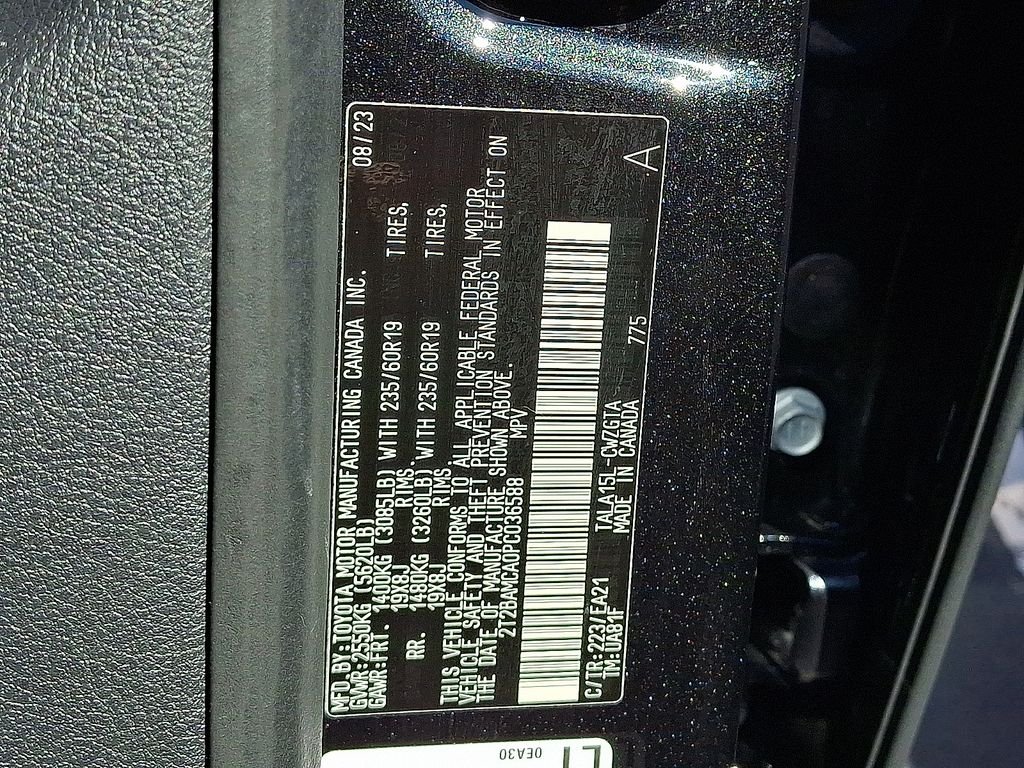 MFD.BY:TOYOTA MOTOR MANUFACTURING CANADA INC. 08/23
GVWR:2550KG (5620LB)
GAWR:FRT. 1400KG (3085LB) WITH 235/60R19 TIRES,
19X8J RIMS.
RR. 1480KG (3260LB) WITH 235/60R19 TIRES,
19X8J RIMS.
THIS VEHICLE CONFORMS TO ALL APPLICABLE FEDERAL MOTOR
VEHICLE SAFETY AND THEFT PREVENTION STANDARDS IN EFFECT ON
THE DATE OF MANUFACTURE SHOWN ABOVE.
2T2BAMCA0PC036588 MPV
C/TR:223/EA21 TALA15L-CWZGTA
TM:UA81F MADE IN CANADA 775 A
0EA30